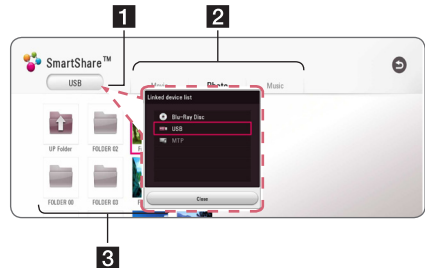 1
2
SmartShare™
USB
Photo
Music
Linked device list
Blu-Ray Disc
USB
MTP
Close
UP Folder
FOLDER 02
FOLDER 00
FOLDER 03
3